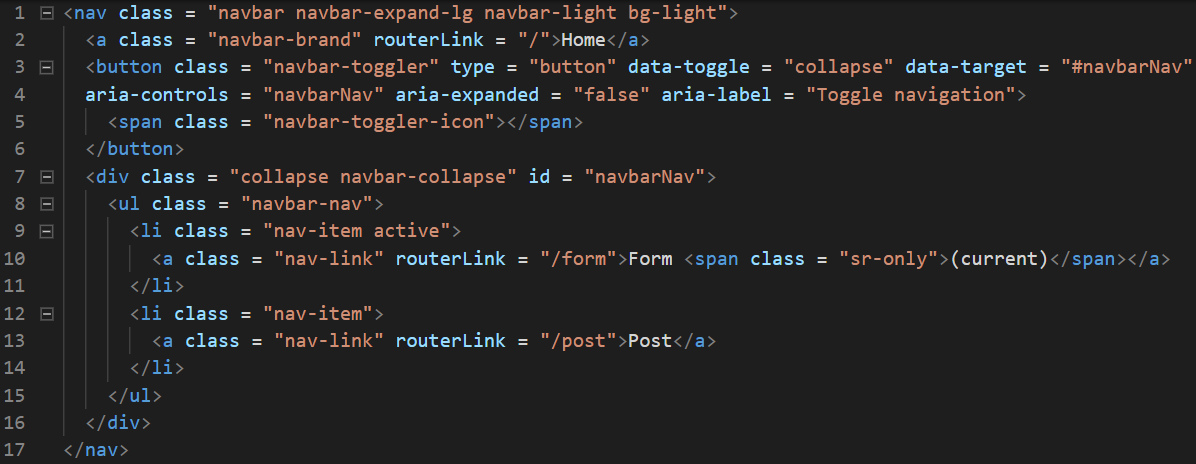 1 <nav class = "navbar navbar-expand-lg navbar-light bg-light">
2 <a class = "navbar-brand" routerLink = "/">Home</a>
3 <button class = "navbar-toggler" type = "button" data-toggle = "collapse" data-target = "#navbarNav"
4 aria-controls = "navbarNav" aria-expanded = "false" aria-label = "Toggle navigation">
5 <span class = "navbar-toggler-icon"></span>
6 </button>
7 <div class = "collapse navbar-collapse" id = "navbarNav">
8 <ul class = "navbar-nav">
9 <li class = "nav-item active">
10 <a class = "nav-link" routerLink = "/form">Form <span class = "sr-only">(current)</span></a>
11 </li>
12 <li class = "nav-item">
13 <a class = "nav-link" routerLink = "/post">Post</a>
14 </li>
15 </ul>
16 </div>
17 </nav>